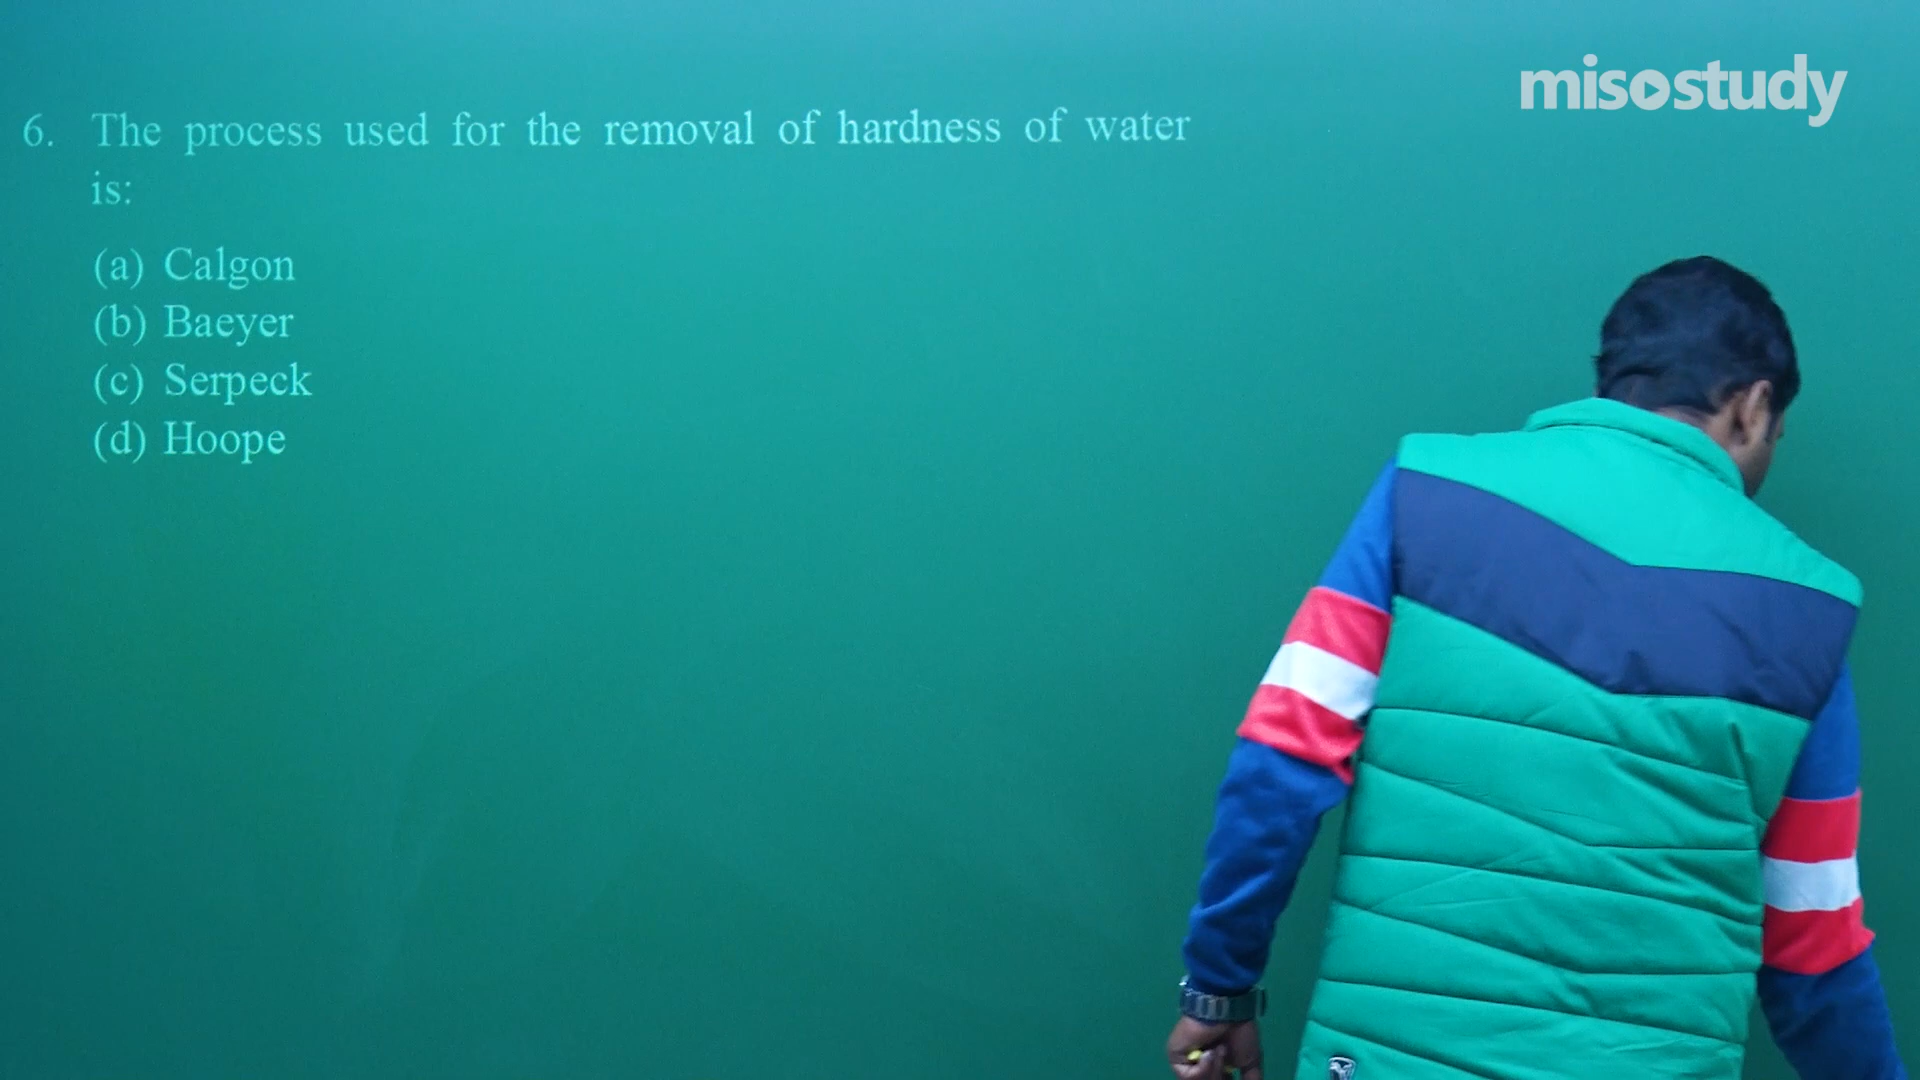 misostudy
6. The process used for the removal of hardness of water
is:
(a) Calgon
(b) Baeyer
(c) Serpeck
(d) Hoope